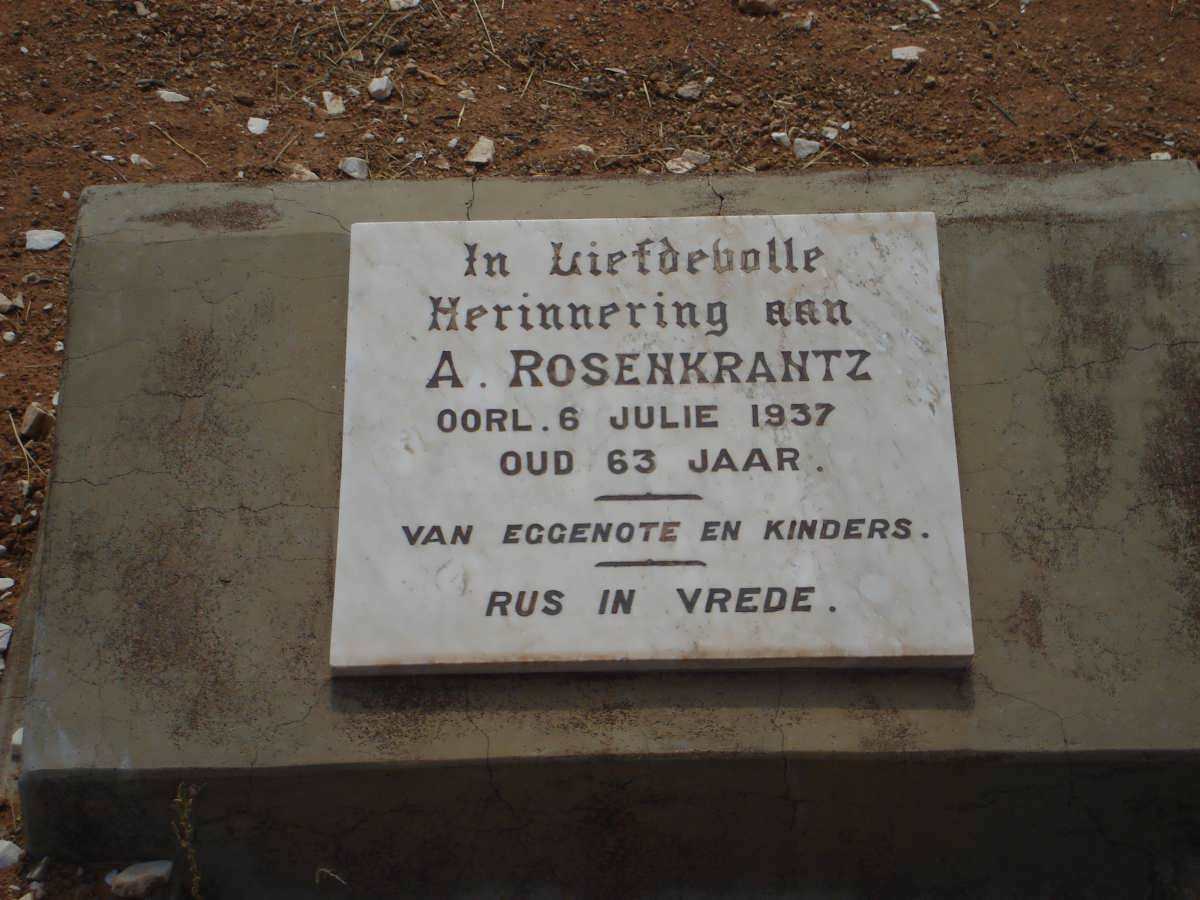 In Liefdevolle
Herinnering aan
A. ROSENKRANTZ
OORL. 6 JULIE 1937
OUD 63 JAAR.
VAN EGGENOTE EN KINDERS.
RUS IN VREDE.